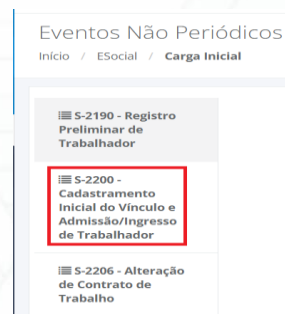 Eventos Não Periódicos
Início / ESocial / Carga Inicial
S-2190 - Registro
Preliminar de
Trabalhador
S-2200 -
Cadastramento
Inicial do Vínculo e
Admissão/Ingresso
de Trabalhador
S-2206 - Alteração
de Contrato de
Trabalho